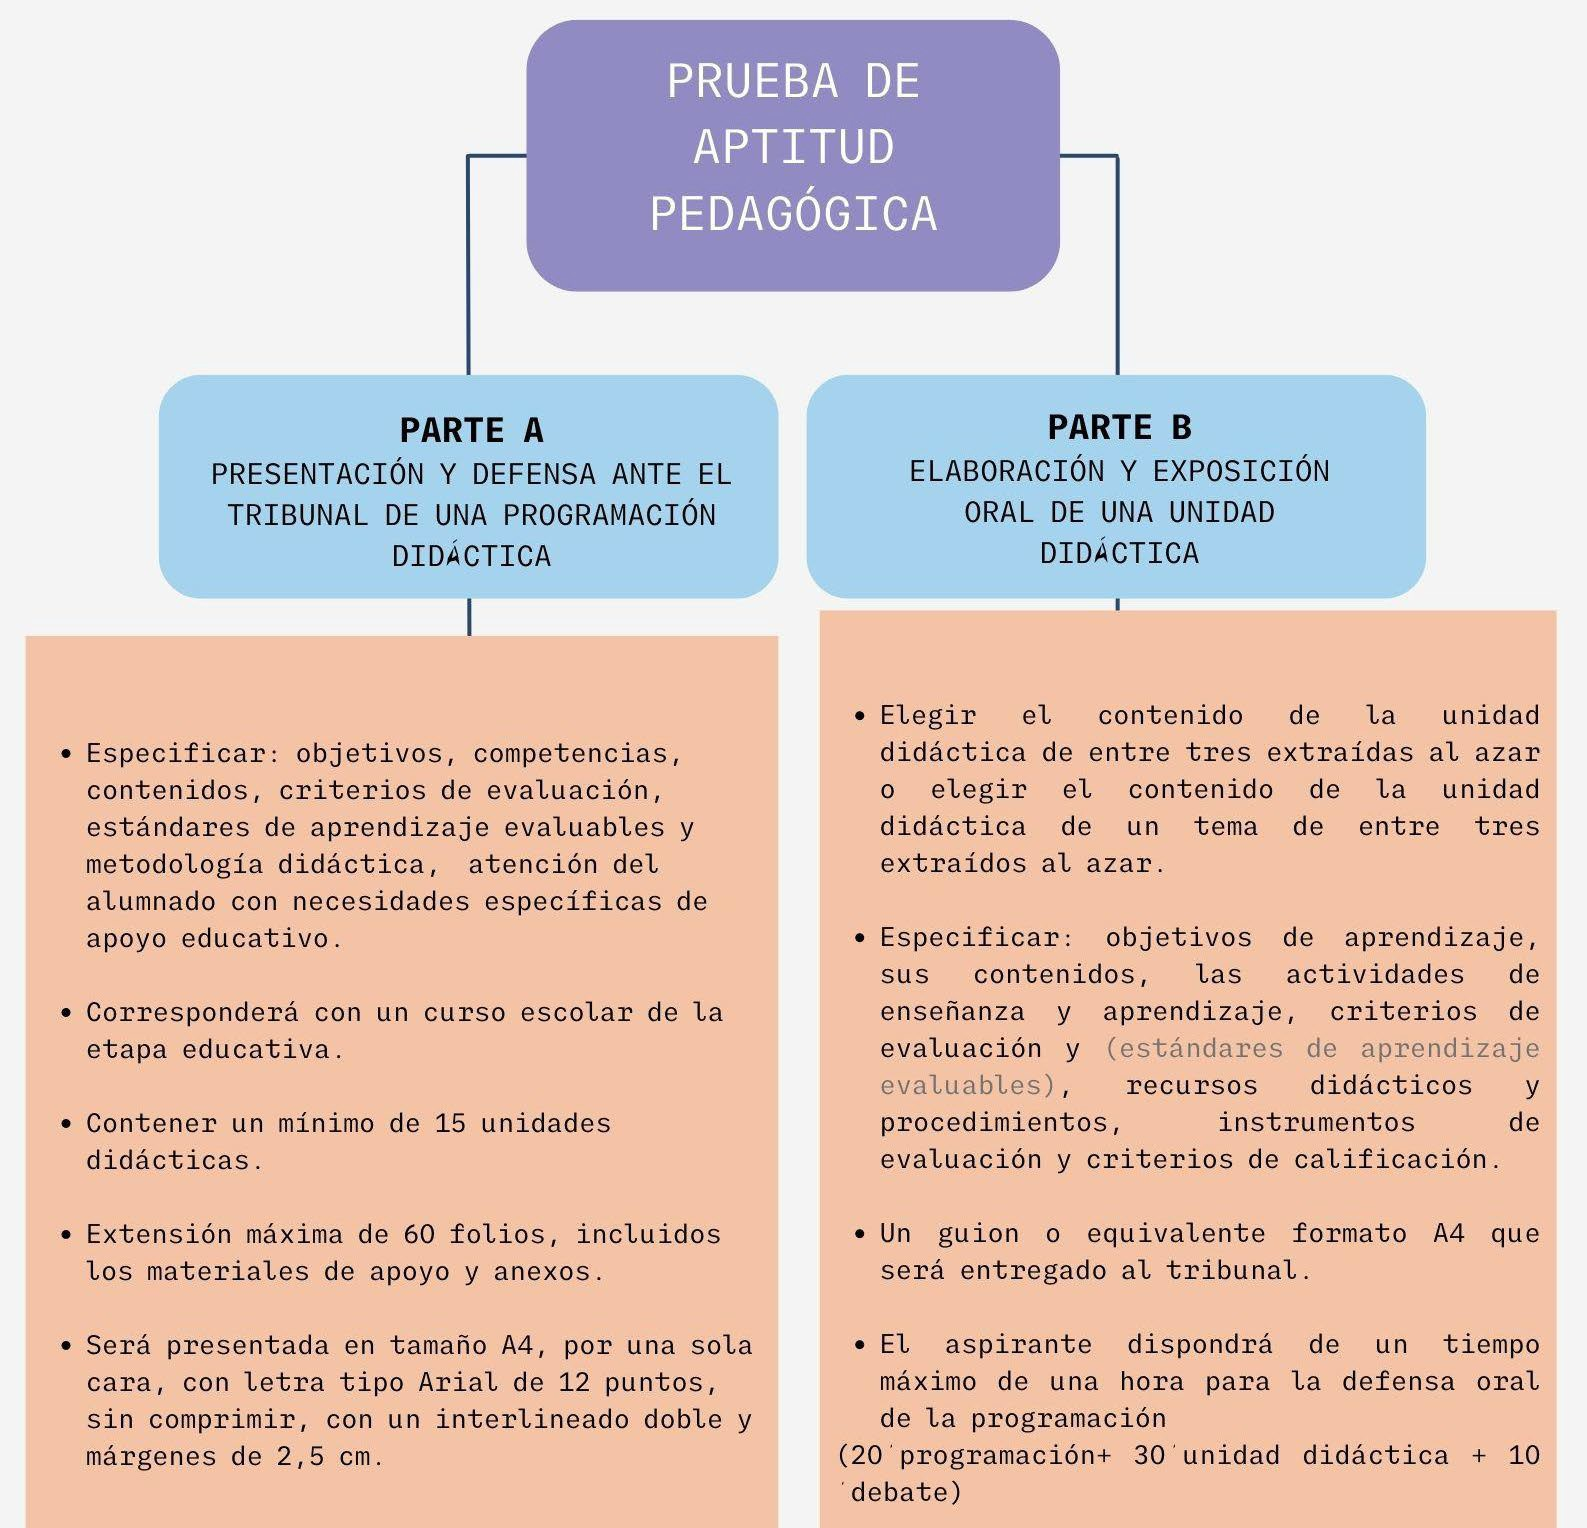 PRUEBA DE
APTITUD
PEDAGÓGICA
PARTE A
PRESENTACIÓN Y DEFENSA ANTE EL
TRIBUNAL DE UNA PROGRAMACIÓN
DIDÁCTICA
• Especificar: objetivos, competencias,
contenidos, criterios de evaluación,
estándares de aprendizaje evaluables y
metodología didáctica, atención del
alumnado con necesidades específicas de
apoyo educativo.
• Corresponderá con un curso escolar de la
etapa educativa.
• Contener un mínimo de 15 unidades
didácticas.
• Extensión máxima de 60 folios, incluidos
los materiales de apoyo y anexos.
• Será presentada en tamaño A4, por una sola
cara, con letra tipo Arial de 12 puntos,
sin comprimir, con un interlineado doble y
márgenes de 2,5 cm.
PARTE B
ELABORACIÓN Y EXPOSICIÓN
ORAL DE UNA UNIDAD
DIDÁCTICA
• Elegir el contenido de la unidad
didáctica de entre tres extraídas al azar
o elegir el contenido de la unidad
didáctica de un tema de entre tres
extraídos al azar.
• Especificar: objetivos de aprendizaje,
sus contenidos, las actividades de
enseñanza y aprendizaje, criterios de
evaluación y (estándares de aprendizaje
evaluables), recursos didácticos y
procedimientos, instrumentos de
evaluación y criterios de calificación.
• Un guion o equivalente formato A4 que
será entregado al tribunal.
• El aspirante dispondrá de un tiempo
máximo de una hora para la defensa oral
de la programación
(20´programación+ 30´unidad didáctica + 10
´debate)